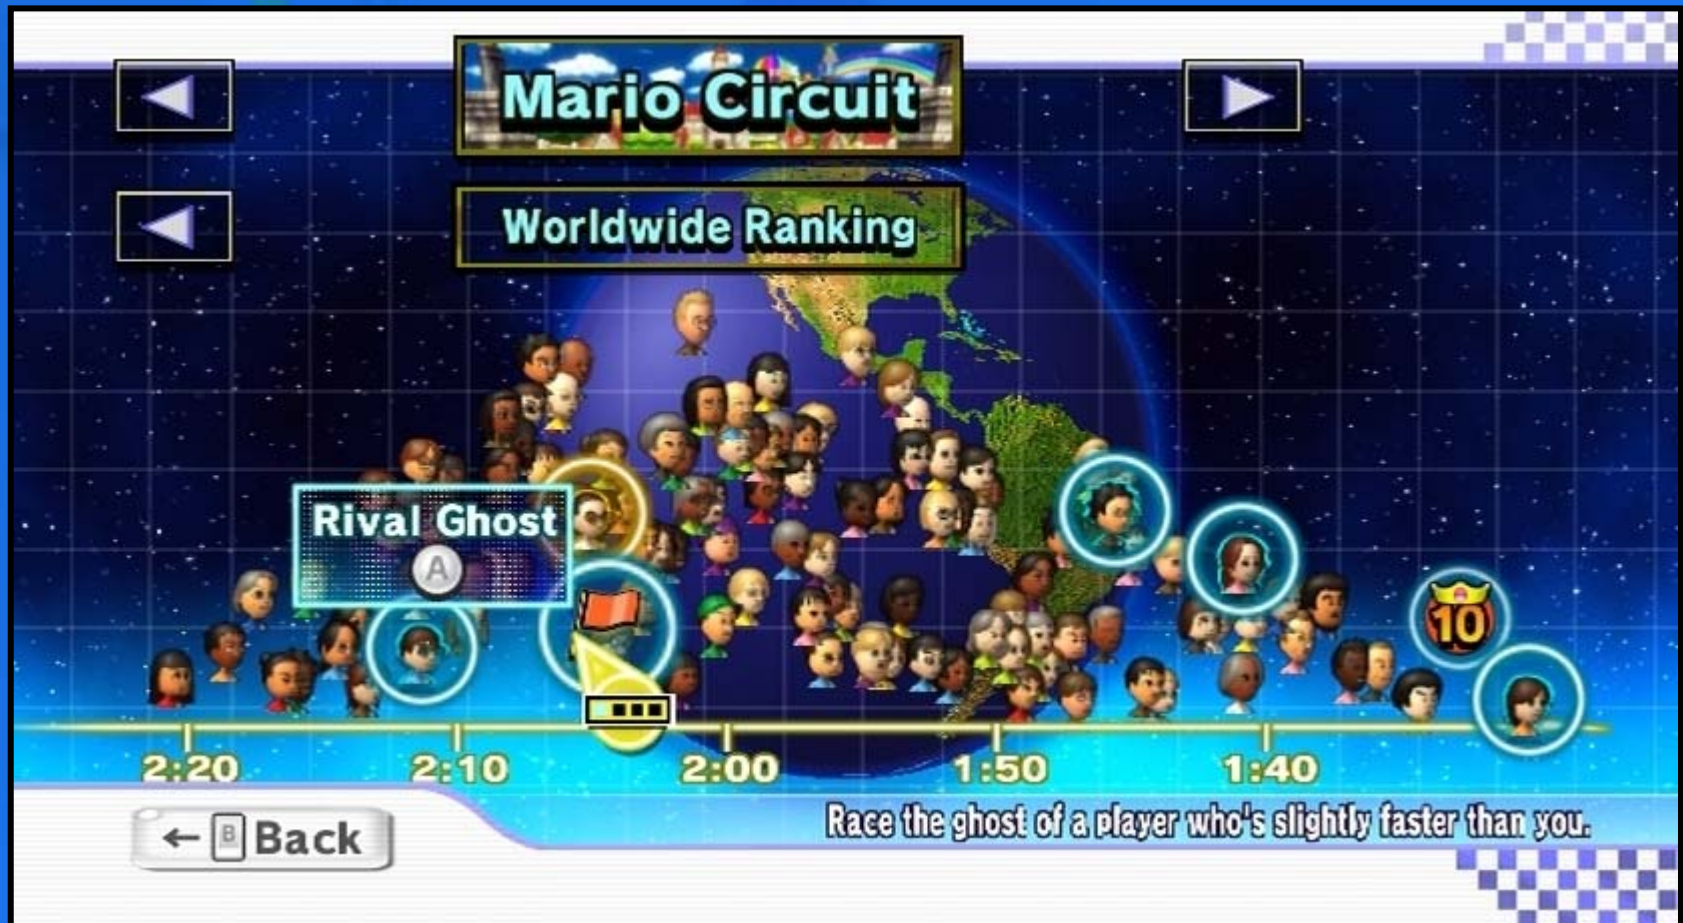 Mario Circuit
Worldwide Ranking
Rival Ghost
A
10
2:20 2:10 2:00 1:50 1:40
Race the ghost of a player who's slightly faster than you.
← B Back